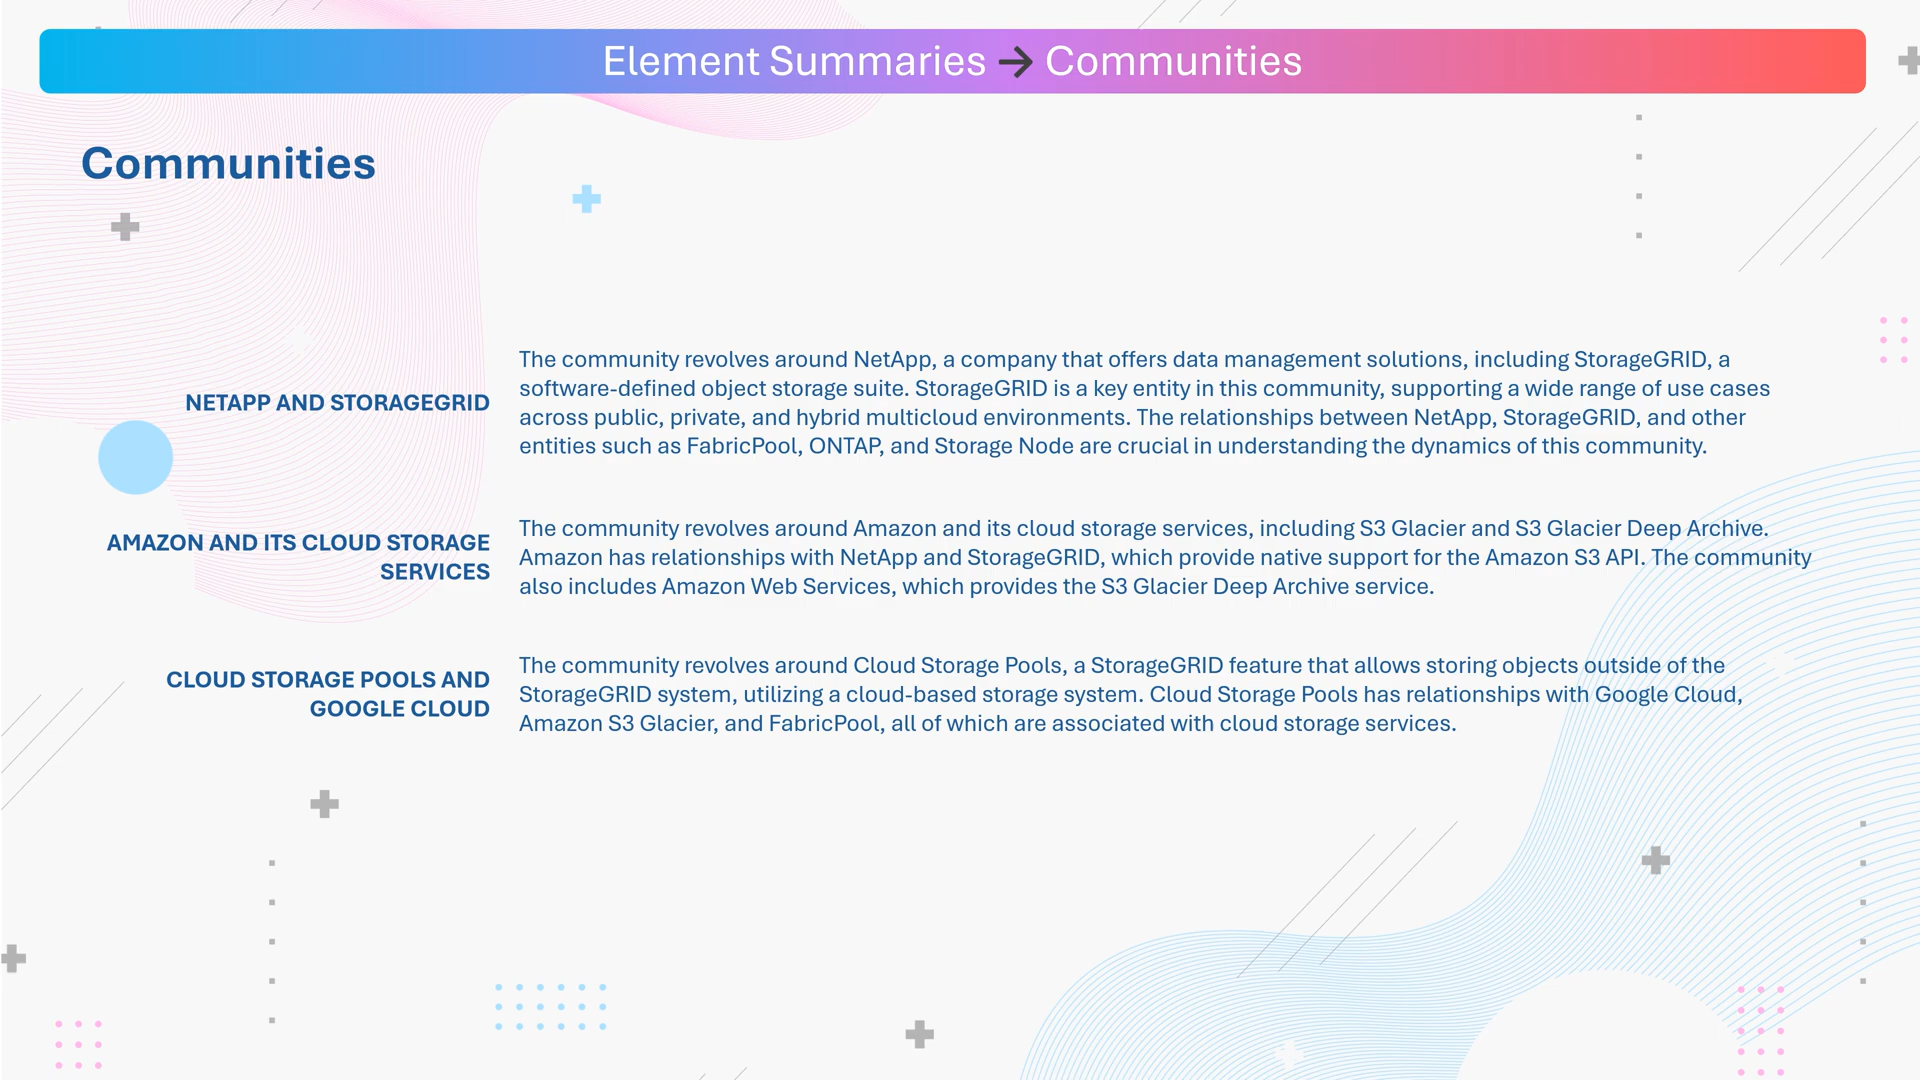 Element Summaries → Communities
Communities
NETAPP AND STORAGEGRID
The community revolves around NetApp, a company that offers data management solutions, including StorageGRID, a
software-defined object storage suite. StorageGRID is a key entity in this community, supporting a wide range of use cases
across public, private, and hybrid multicloud environments. The relationships between NetApp, StorageGRID, and other
entities such as FabricPool, ONTAP, and Storage Node are crucial in understanding the dynamics of this community.
AMAZON AND ITS CLOUD STORAGE
SERVICES
The community revolves around Amazon and its cloud storage services, including S3 Glacier and S3 Glacier Deep Archive.
Amazon has relationships with NetApp and StorageGRID, which provide native support for the Amazon S3 API. The community
also includes Amazon Web Services, which provides the S3 Glacier Deep Archive service.
CLOUD STORAGE POOLS AND
GOOGLE CLOUD
The community revolves around Cloud Storage Pools, a StorageGRID feature that allows storing objects outside of the
StorageGRID system, utilizing a cloud-based storage system. Cloud Storage Pools has relationships with Google Cloud,
Amazon S3 Glacier, and FabricPool, all of which are associated with cloud storage services.